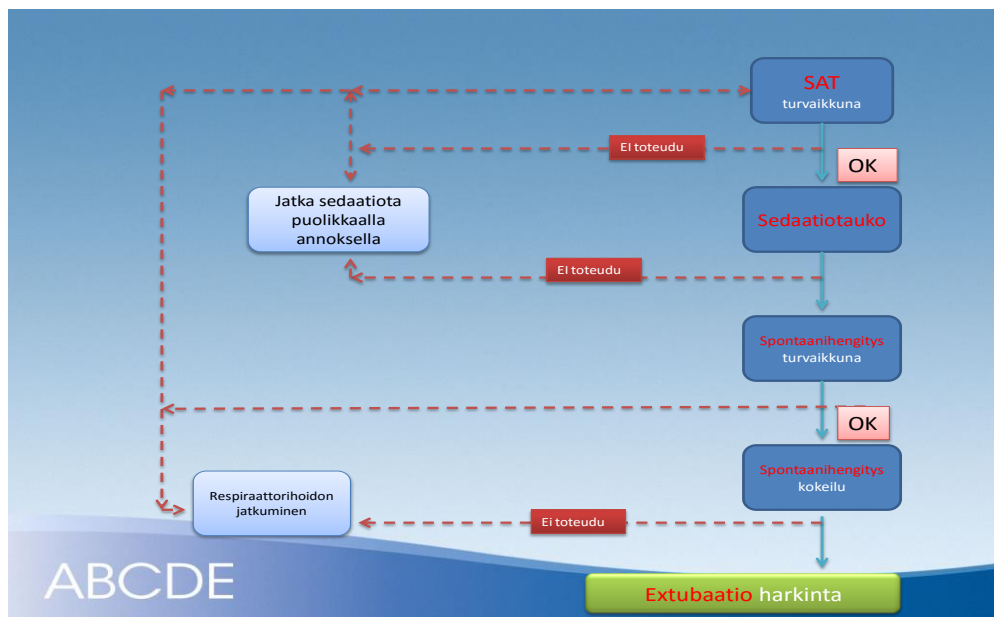 SAT
turvaikkuna
EI toteudu
OK
Jatka sedaatiota
puolikkaalla
annoksella
Sedaatiotauko
EI toteudu
Spontaanihengitys
turvaikkuna
OK
Spontaanihengitys
kokeilu
Respiraattorihoidon
jatkuminen
Ei toteudu
ABCDE
Extubaatio harkinta